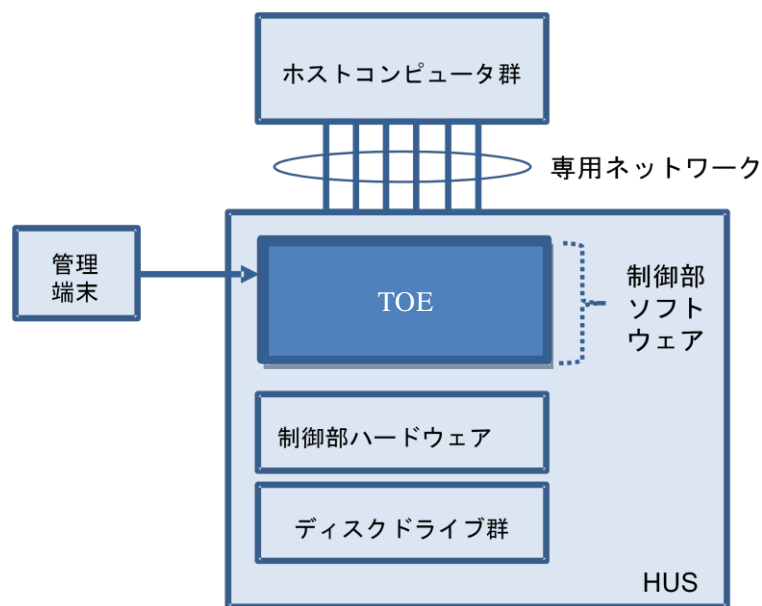 ホストコンピュータ群
専用ネットワーク
管理
端末
TOE
制御部
ソフト
ウェア
制御部ハードウェア
ディスクドライブ群
HUS